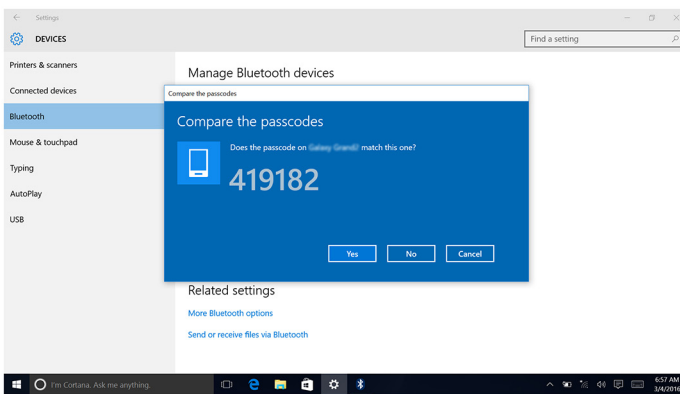 Settings
DEVICES
Find a setting
Printers & scanners
Connected devices
Bluetooth
Mouse & touchpad
Typing
AutoPlay
USB
Manage Bluetooth devices
Compare the passcodes
Compare the passcodes
Does the passcode on Galaxy Grand2 match this one?
419182
Yes No Cancel
Related settings
More Bluetooth options
Send or receive files via Bluetooth
I'm Cortana. Ask me anything.
6:57 AM
3/4/2016